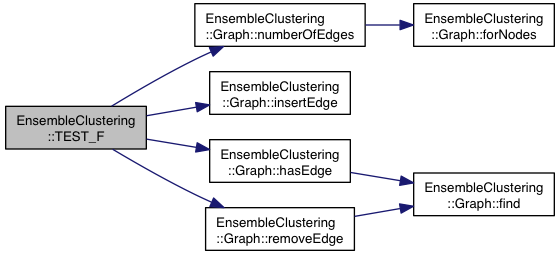 EnsembleClustering
::TEST_F
EnsembleClustering
::Graph::numberOfEdges
EnsembleClustering
::Graph::forNodes
EnsembleClustering
::Graph::insertEdge
EnsembleClustering
::Graph::hasEdge
EnsembleClustering
::Graph::find
EnsembleClustering
::Graph::removeEdge